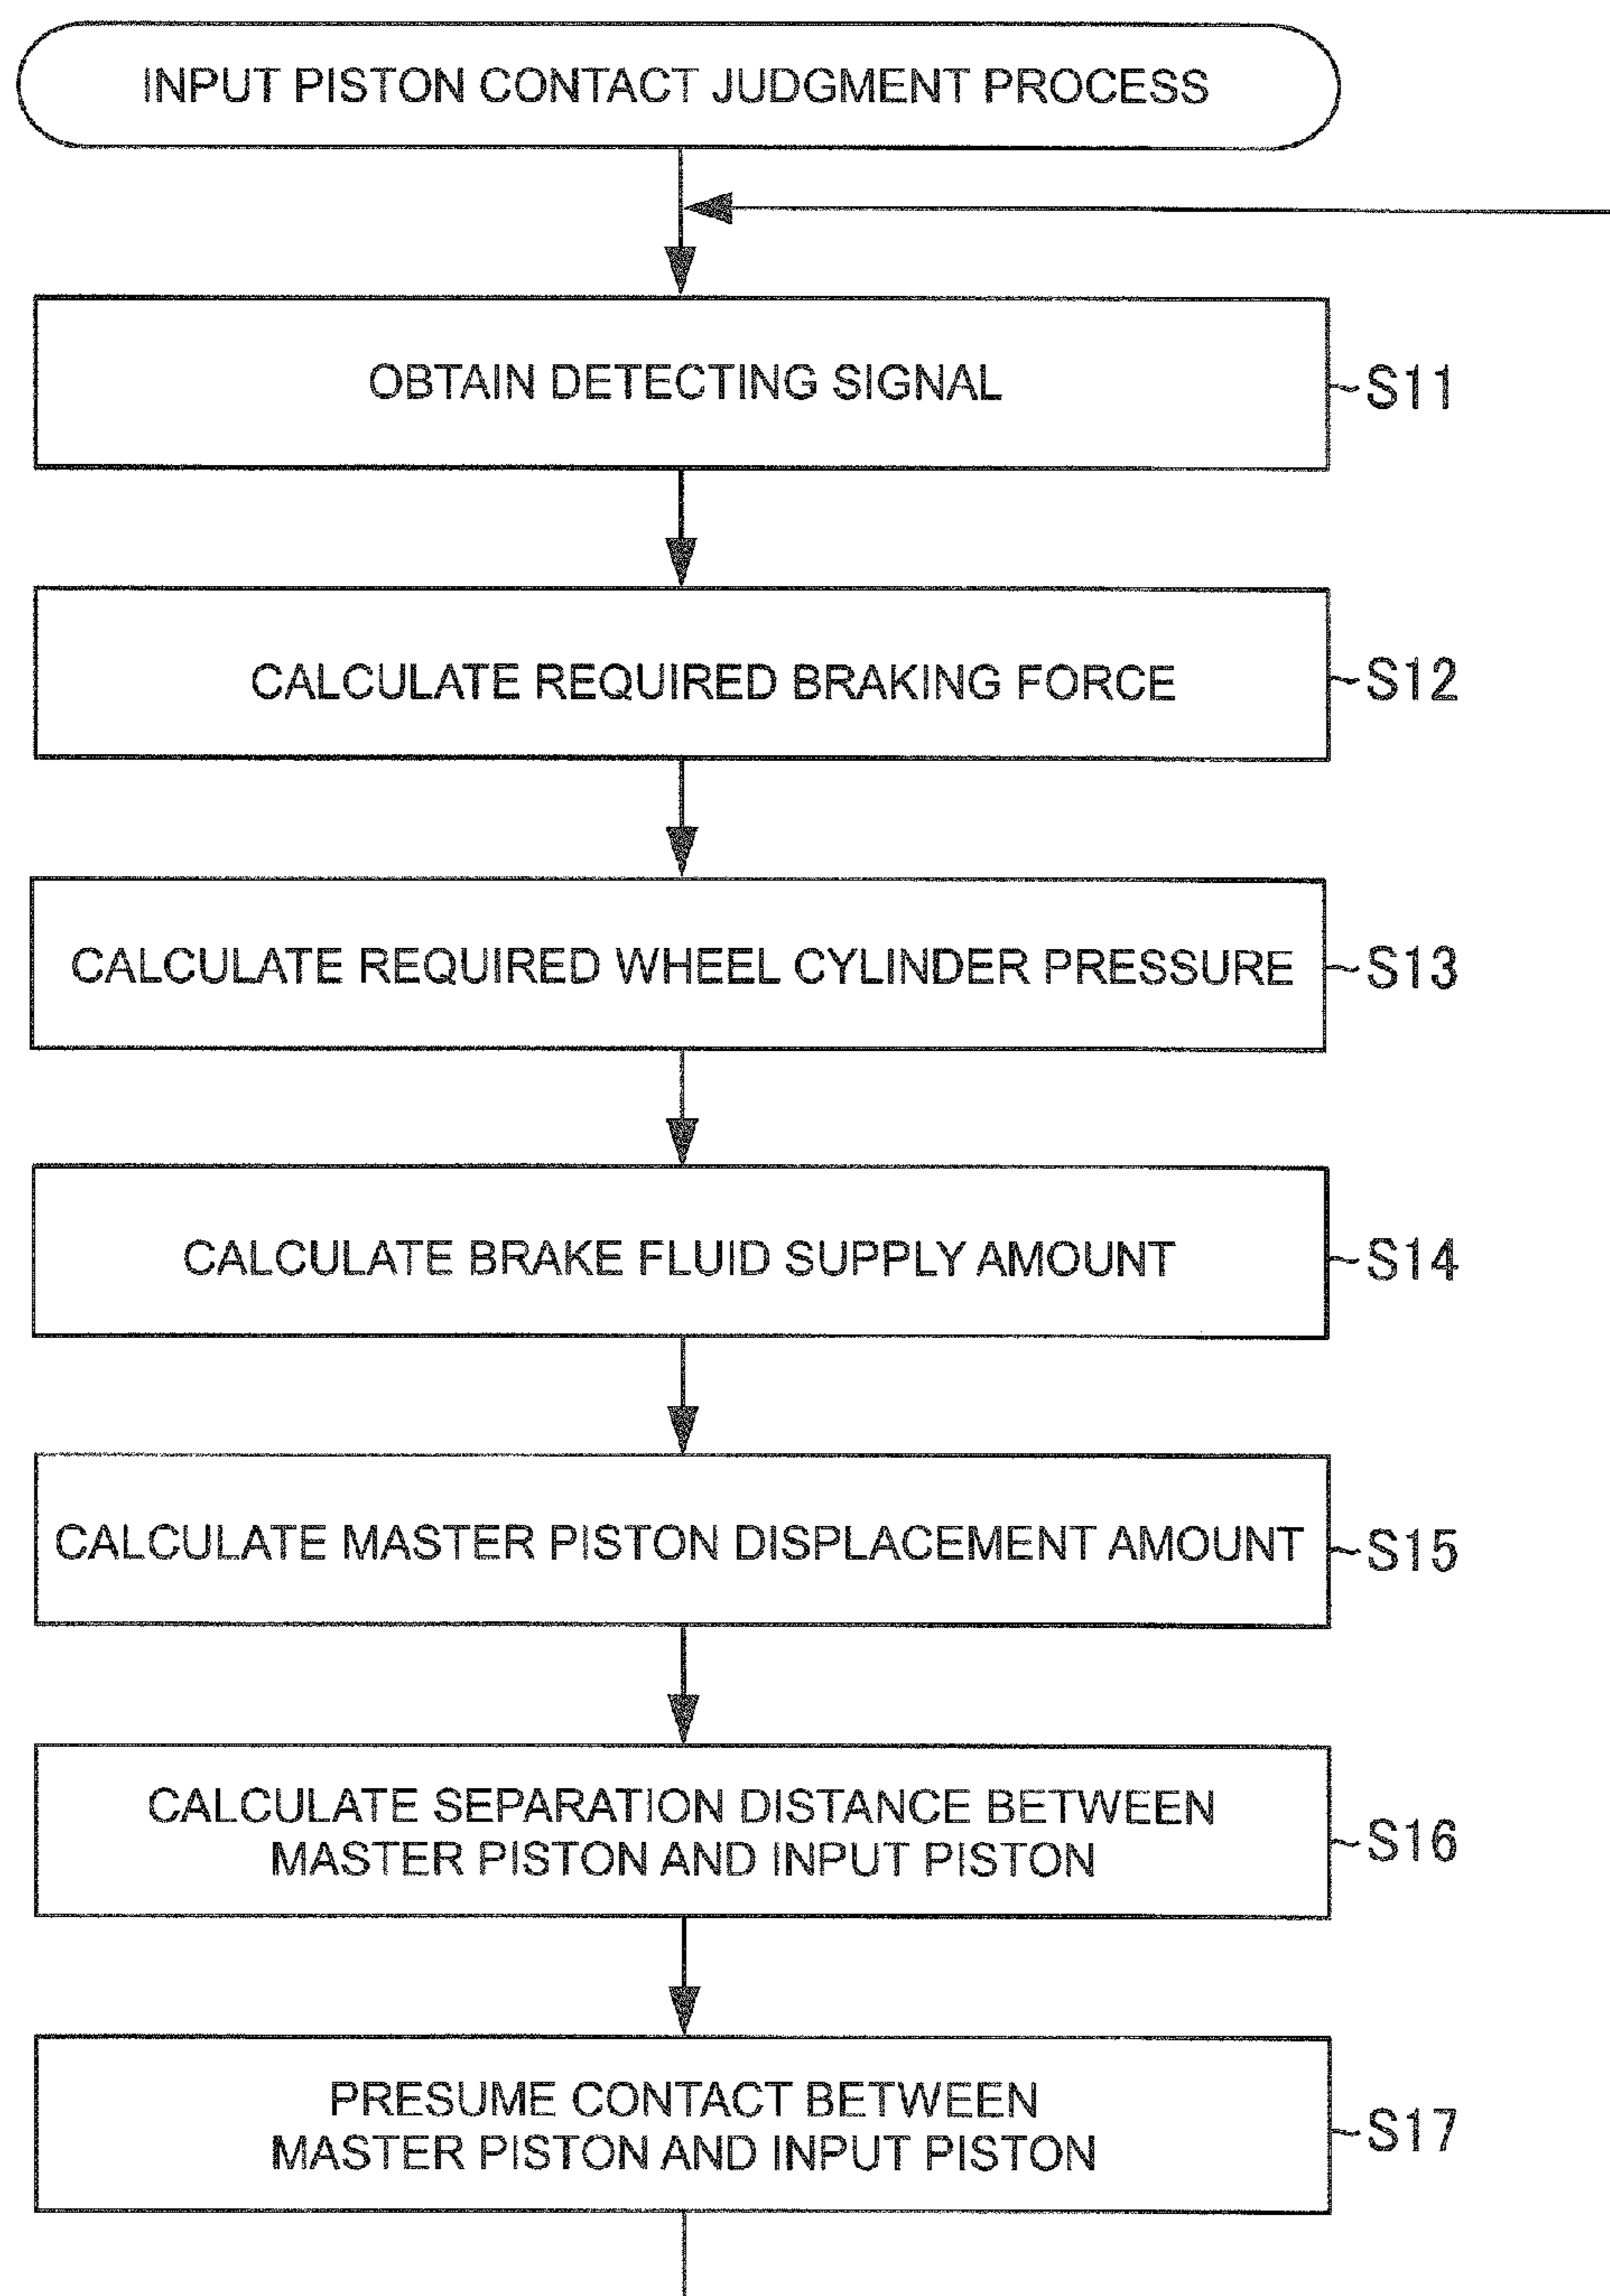 INPUT PISTON CONTACT JUDGMENT PROCESS
OBTAIN DETECTING SIGNAL
S11
CALCULATE REQUIRED BRAKING FORCE
S12
CALCULATE REQUIRED WHEEL CYLINDER PRESSURE
S13
CALCULATE BRAKE FLUID SUPPLY AMOUNT
S14
CALCULATE MASTER PISTON DISPLACEMENT AMOUNT
S15
CALCULATE SEPARATION DISTANCE BETWEEN
MASTER PISTON AND INPUT PISTON
S16
PRESUME CONTACT BETWEEN
MASTER PISTON AND INPUT PISTON
S17